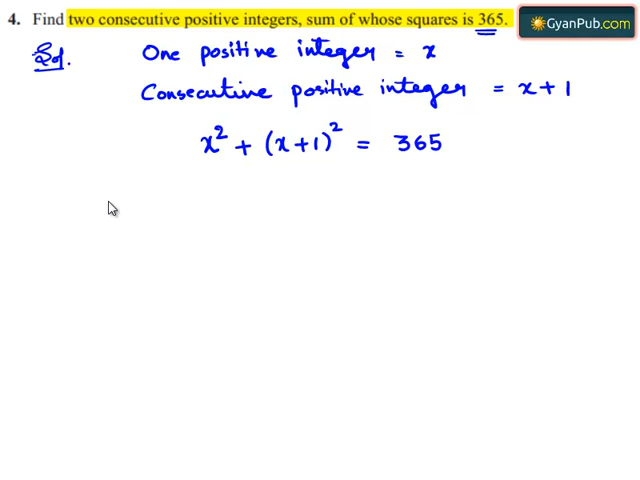 4. Find two consecutive positive integers, sum of whose squares is 365.
GyanPub.com
Sol. One positive integer = x
Consecutive positive integer = x + 1
x² + (x + 1)² = 365